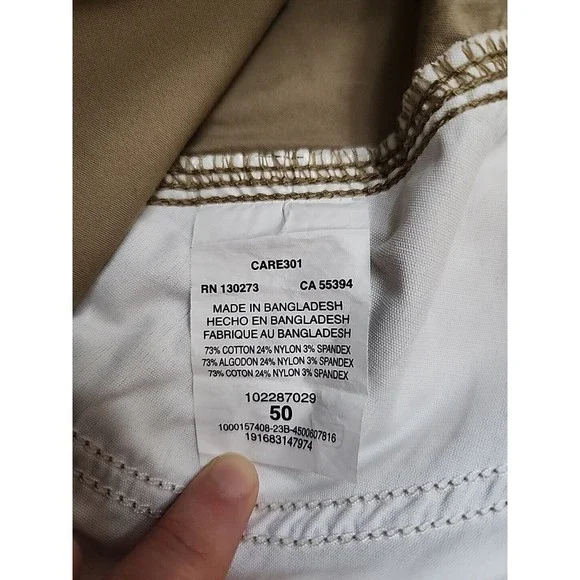 CARE301
RN 130273 CA 55394
MADE IN BANGLADESH
HECHO EN BANGLADESH
FABRIQUE AU BANGLADESH
73% COTTON 24% NYLON 3% SPANDEX
73% ALGODON 24% NYLON 3% SPANDEX
73% COTON 24% NYLON 3% SPANDEX
102287029
50
1000157408-23B-4500607816
191683147974